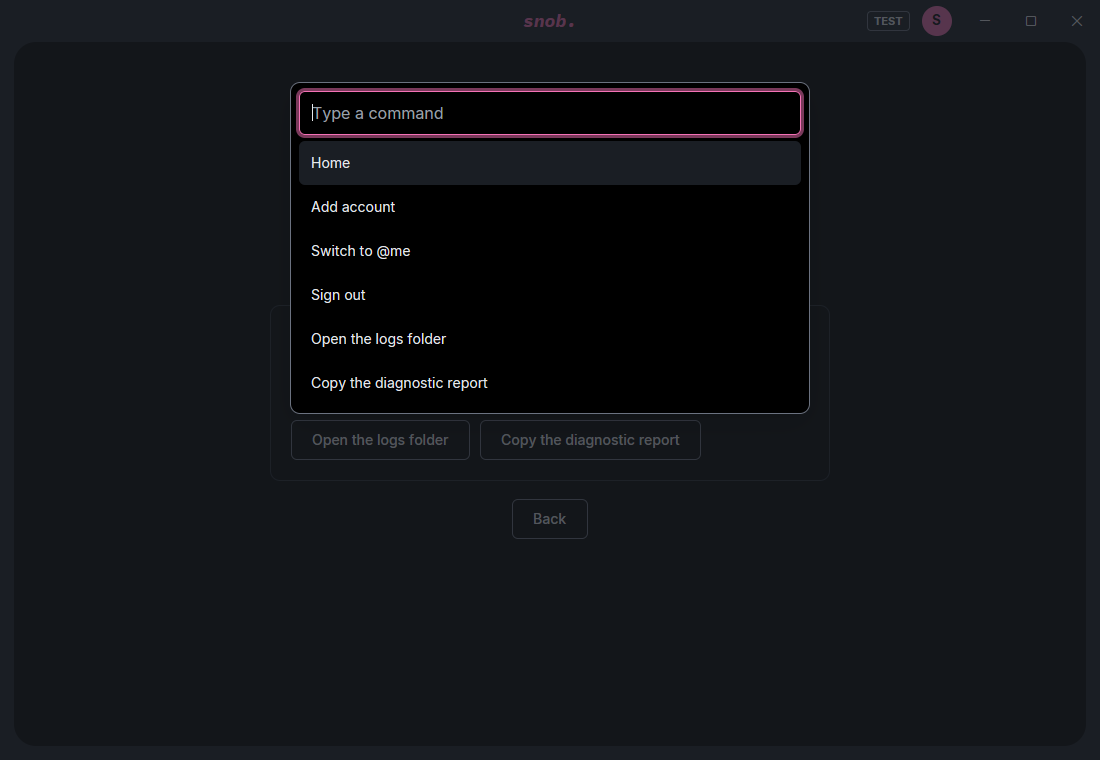 snob.
TEST
S
Type a command
Home
Add account
Switch to @me
Sign out
Open the logs folder
Copy the diagnostic report
Open the logs folder
Copy the diagnostic report
Back